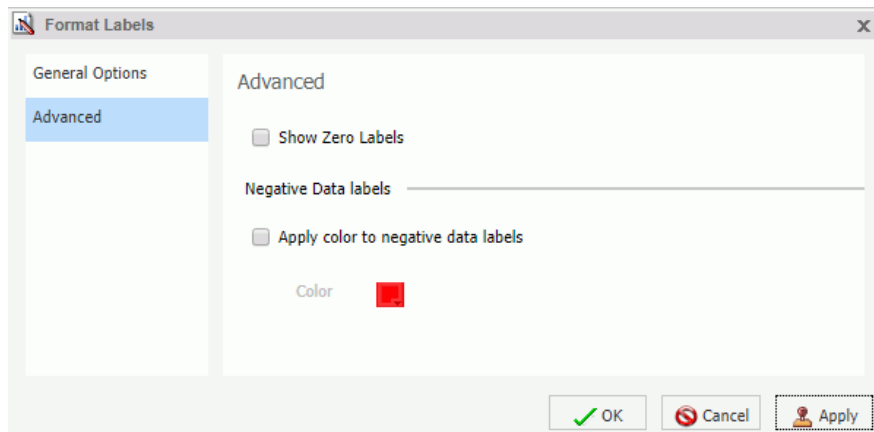 Format Labels
x
General Options
Advanced
Advanced
Show Zero Labels
Negative Data labels
Apply color to negative data labels
Color
OK
Cancel
Apply